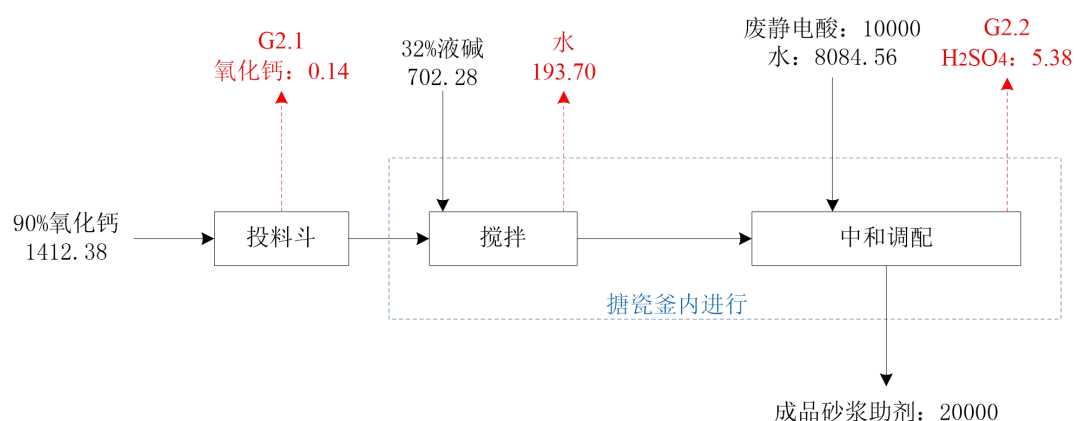 G2.1
氧化钙：0.14
32%液碱
702.28
水
193.70
废静电酸：10000
水：8084.56
G2.2
H2SO4：5.38
90%氧化钙
1412.38
投料斗
搅拌
中和调配
搪瓷釜内进行
成品砂浆助剂：20000